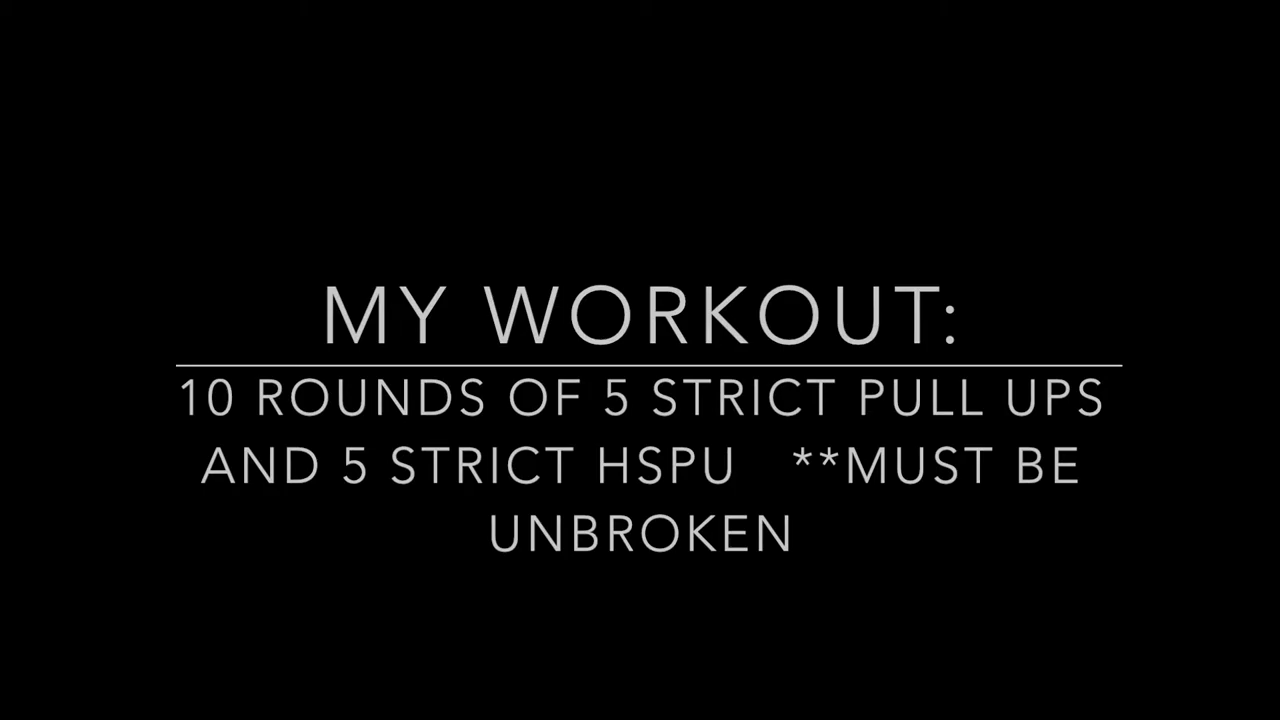 MY WORKOUT:
10 ROUNDS OF 5 STRICT PULL UPS
AND 5 STRICT HSPU **MUST BE
UNBROKEN